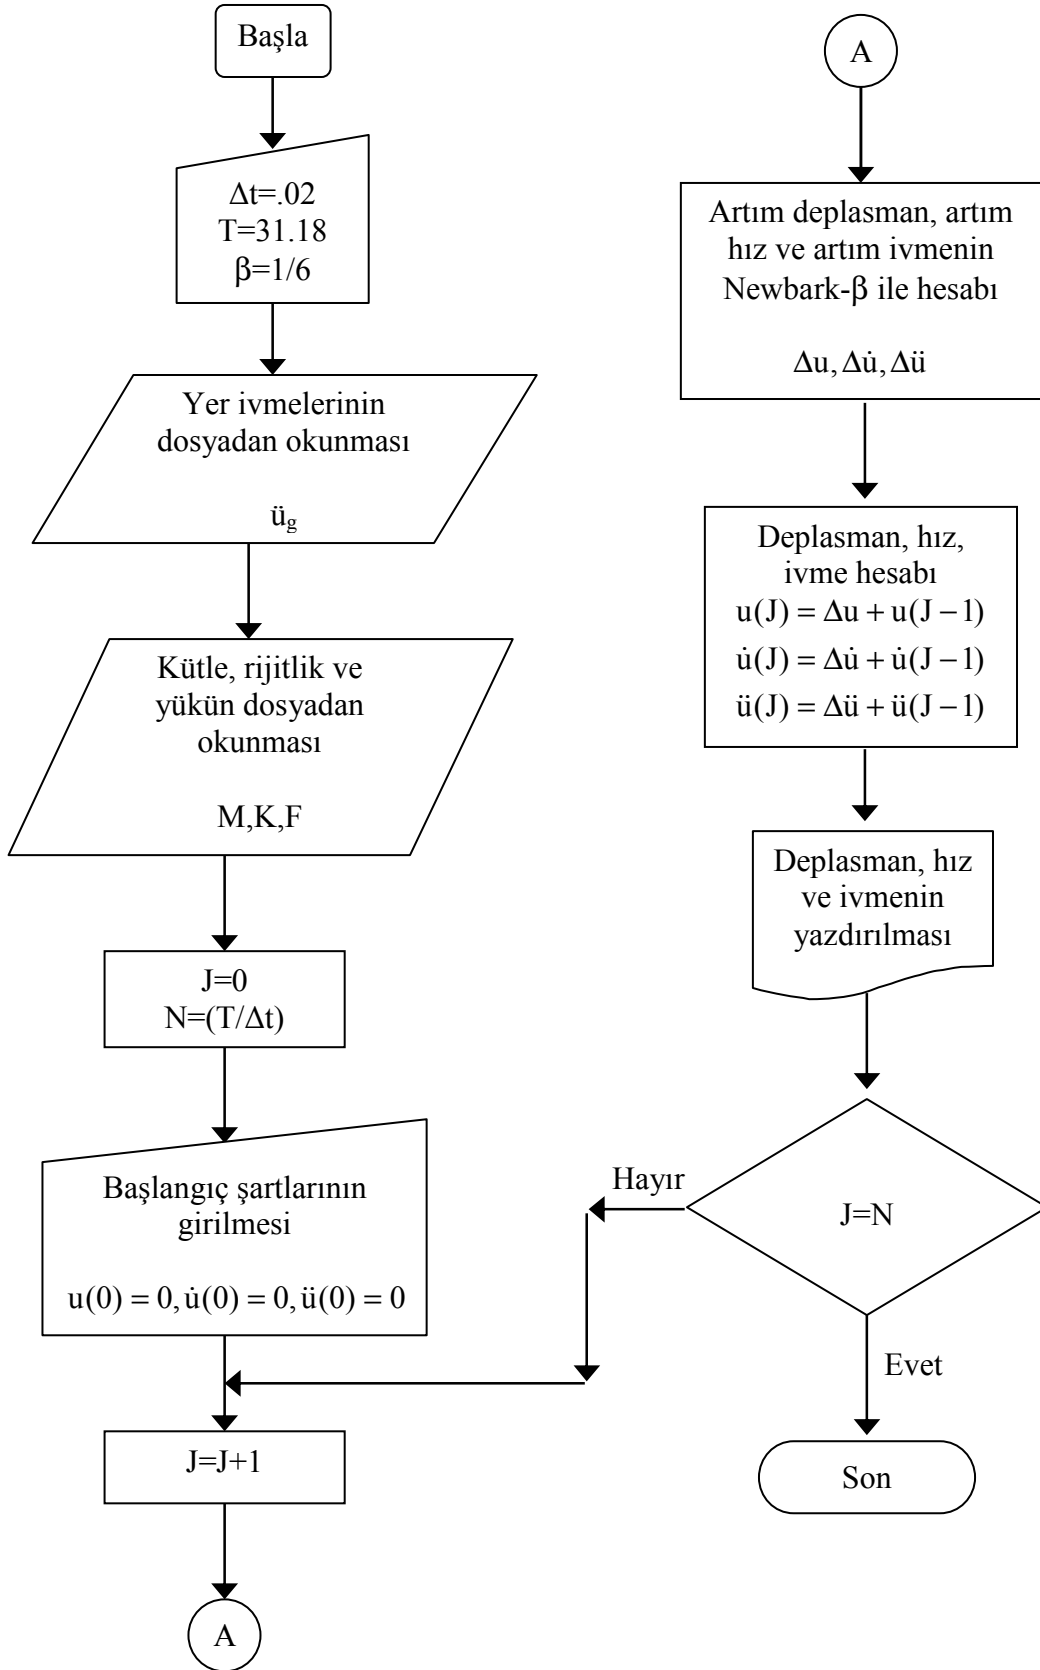 Başla
Δt=.02
T=31.18
β=1/6
Yer ivmelerinin
dosyadan okunması
ü_g
Kütle, rijitlik ve
yükün dosyadan
okunması
M,K,F
J=0
N=(T/Δt)
Başlangıç şartlarının
girilmesi
u(0) = 0, u̇(0) = 0, ü(0) = 0
J=J+1
A
A
Artım deplasman, artım
hız ve artım ivmenin
Newbark-β ile hesabı
Δu, Δu̇, Δü
Deplasman, hız,
ivme hesabı
u(J) = Δu + u(J − 1)
u̇(J) = Δu̇ + u̇(J − 1)
ü(J) = Δü + ü(J − 1)
Deplasman, hız
ve ivmenin
yazdırılması
J=N
Hayır
Evet
Son